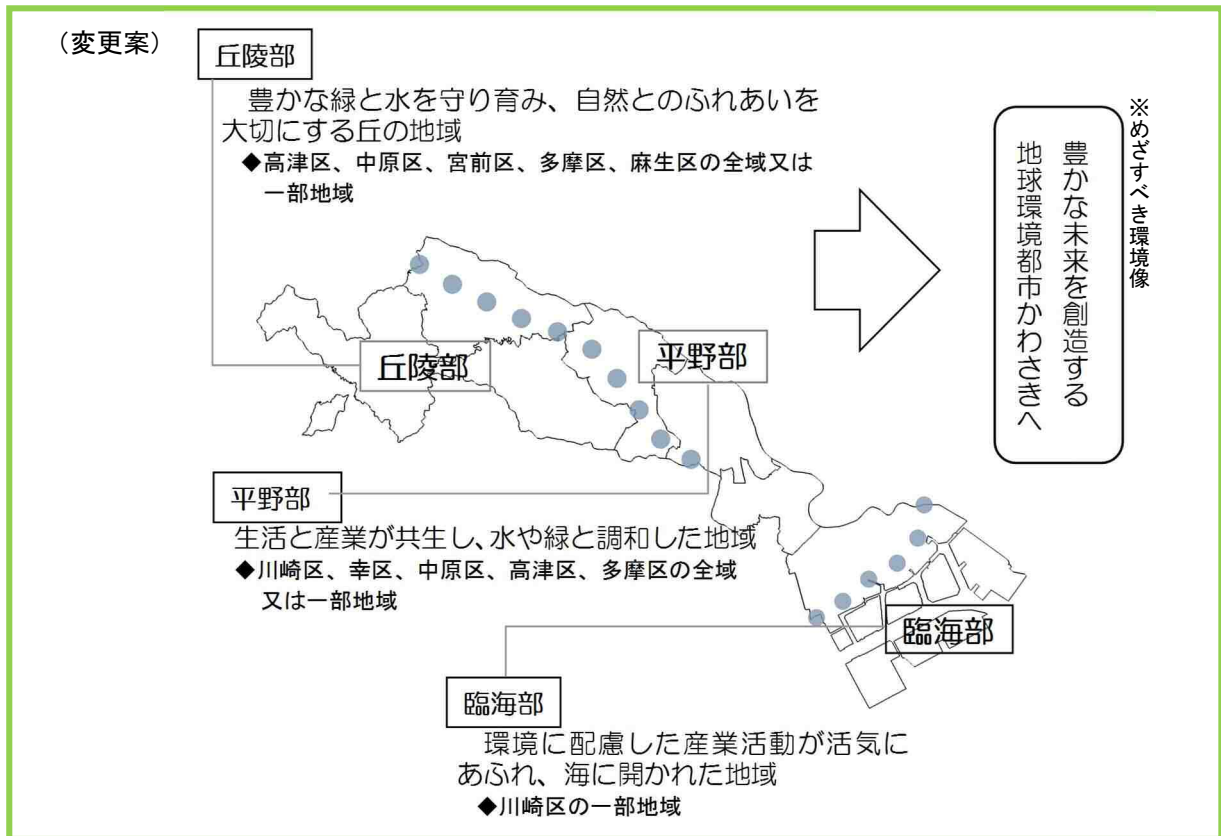 （変更案）
丘陵部
豊かな緑と水を守り育み、自然とのふれあいを
大切にする丘の地域
◆高津区、中原区、宮前区、多摩区、麻生区の全域又は
一部地域
※めざすべき環境像
豊かな未来を創造する
地球環境都市かわさきへ
丘陵部
平野部
平野部
生活と産業が共生し、水や緑と調和した地域
◆川崎区、幸区、中原区、高津区、多摩区の全域
又は一部地域
臨海部
臨海部
環境に配慮した産業活動が活気に
あふれ、海に開かれた地域
◆川崎区の一部地域